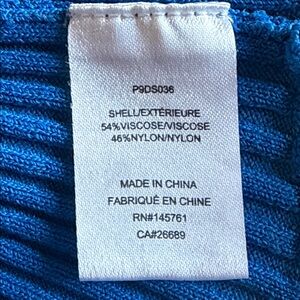 P9DS036
SHELL/EXTÉRIEURE
54%VISCOSE/VISCOSE
46%NYLON/NYLON
MADE IN CHINA
FABRIQUÉ EN CHINE
RN#145761
CA#26689